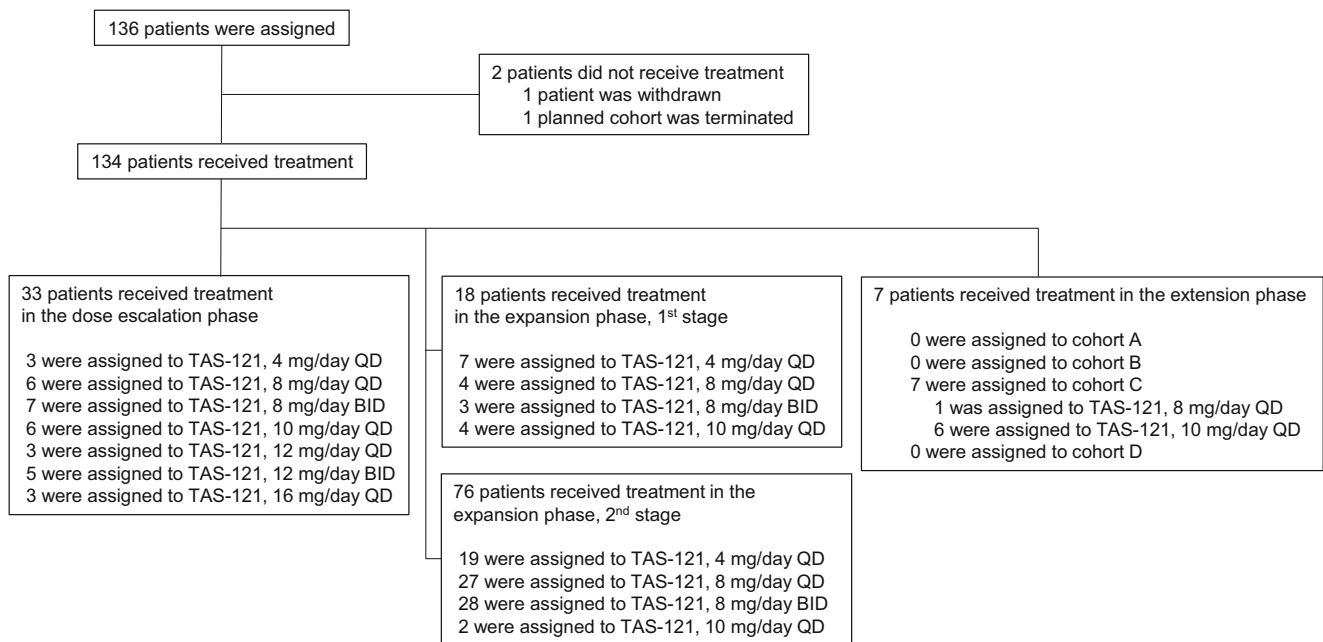 136 patients were assigned
2 patients did not receive treatment
1 patient was withdrawn
1 planned cohort was terminated
134 patients received treatment
33 patients received treatment
in the dose escalation phase
3 were assigned to TAS-121, 4 mg/day QD
6 were assigned to TAS-121, 8 mg/day QD
7 were assigned to TAS-121, 8 mg/day BID
6 were assigned to TAS-121, 10 mg/day QD
3 were assigned to TAS-121, 12 mg/day QD
5 were assigned to TAS-121, 12 mg/day BID
3 were assigned to TAS-121, 16 mg/day QD
18 patients received treatment
in the expansion phase, 1st stage
7 were assigned to TAS-121, 4 mg/day QD
4 were assigned to TAS-121, 8 mg/day QD
3 were assigned to TAS-121, 8 mg/day BID
4 were assigned to TAS-121, 10 mg/day QD
76 patients received treatment in the
expansion phase, 2nd stage
19 were assigned to TAS-121, 4 mg/day QD
27 were assigned to TAS-121, 8 mg/day QD
28 were assigned to TAS-121, 8 mg/day BID
2 were assigned to TAS-121, 10 mg/day QD
7 patients received treatment in the extension phase
0 were assigned to cohort A
0 were assigned to cohort B
7 were assigned to cohort C
1 was assigned to TAS-121, 8 mg/day QD
6 were assigned to TAS-121, 10 mg/day QD
0 were assigned to cohort D